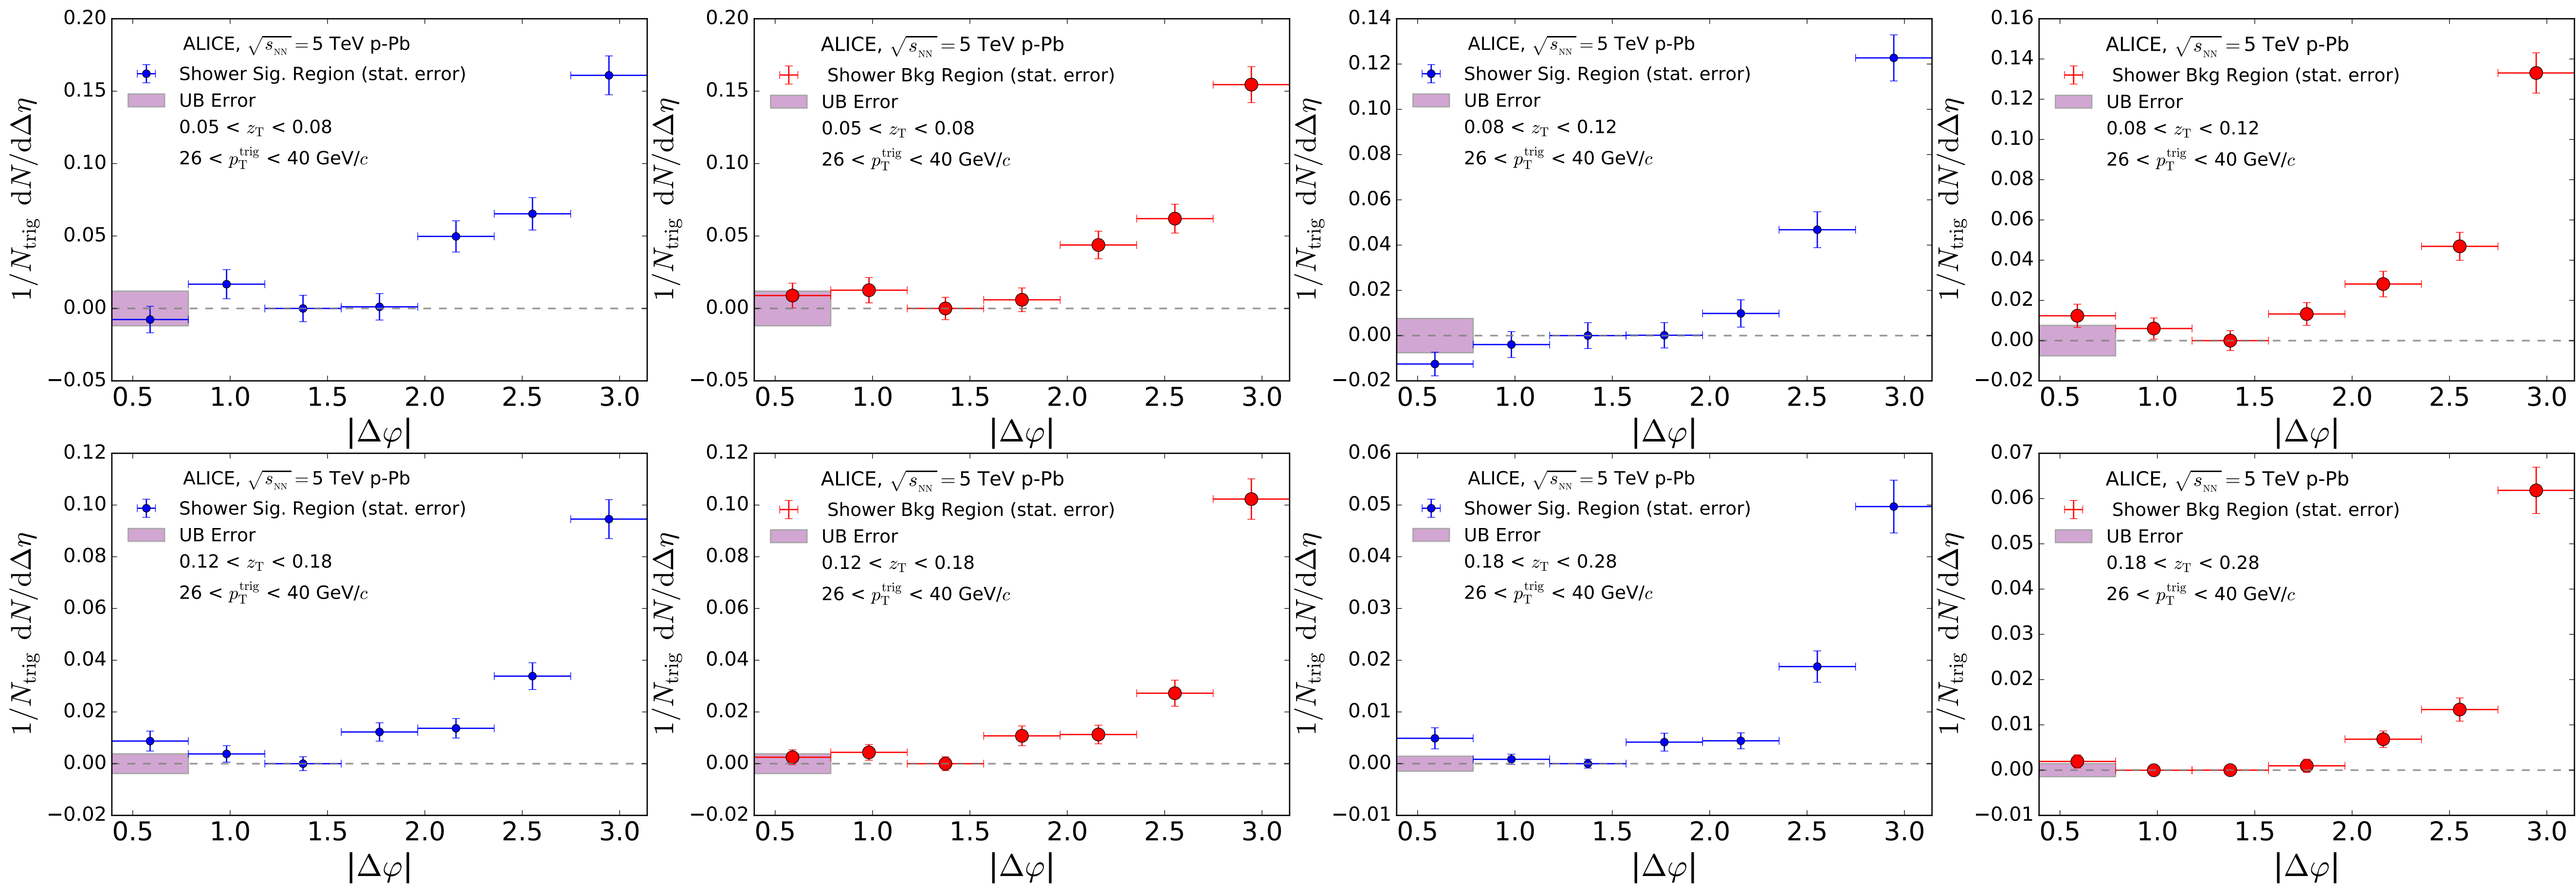 0.20
0.15
0.10
0.05
0.00
−0.05
1/N_trig dN/dΔη
ALICE, √s_NN = 5 TeV p-Pb
Shower Sig. Region (stat. error)
UB Error
0.05 < z_T < 0.08
26 < p_T^trig < 40 GeV/c
0.5 1.0 1.5 2.0 2.5 3.0
|Δφ|
0.20
0.15
0.10
0.05
0.00
−0.05
1/N_trig dN/dΔη
ALICE, √s_NN = 5 TeV p-Pb
Shower Bkg Region (stat. error)
UB Error
0.05 < z_T < 0.08
26 < p_T^trig < 40 GeV/c
0.5 1.0 1.5 2.0 2.5 3.0
|Δφ|
0.14
0.12
0.10
0.08
0.06
0.04
0.02
0.00
−0.02
1/N_trig dN/dΔη
ALICE, √s_NN = 5 TeV p-Pb
Shower Sig. Region (stat. error)
UB Error
0.08 < z_T < 0.12
26 < p_T^trig < 40 GeV/c
0.5 1.0 1.5 2.0 2.5 3.0
|Δφ|
0.16
0.14
0.12
0.10
0.08
0.06
0.04
0.02
0.00
−0.02
1/N_trig dN/dΔη
ALICE, √s_NN = 5 TeV p-Pb
Shower Bkg Region (stat. error)
UB Error
0.08 < z_T < 0.12
26 < p_T^trig < 40 GeV/c
0.5 1.0 1.5 2.0 2.5 3.0
|Δφ|
0.12
0.10
0.08
0.06
0.04
0.02
0.00
−0.02
1/N_trig dN/dΔη
ALICE, √s_NN = 5 TeV p-Pb
Shower Sig. Region (stat. error)
UB Error
0.12 < z_T < 0.18
26 < p_T^trig < 40 GeV/c
0.5 1.0 1.5 2.0 2.5 3.0
|Δφ|
0.12
0.10
0.08
0.06
0.04
0.02
0.00
−0.02
1/N_trig dN/dΔη
ALICE, √s_NN = 5 TeV p-Pb
Shower Bkg Region (stat. error)
UB Error
0.12 < z_T < 0.18
26 < p_T^trig < 40 GeV/c
0.5 1.0 1.5 2.0 2.5 3.0
|Δφ|
0.06
0.05
0.04
0.03
0.02
0.01
0.00
−0.01
1/N_trig dN/dΔη
ALICE, √s_NN = 5 TeV p-Pb
Shower Sig. Region (stat. error)
UB Error
0.18 < z_T < 0.28
26 < p_T^trig < 40 GeV/c
0.5 1.0 1.5 2.0 2.5 3.0
|Δφ|
0.07
0.06
0.05
0.04
0.03
0.02
0.01
0.00
−0.01
1/N_trig dN/dΔη
ALICE, √s_NN = 5 TeV p-Pb
Shower Bkg Region (stat. error)
UB Error
0.18 < z_T < 0.28
26 < p_T^trig < 40 GeV/c
0.5 1.0 1.5 2.0 2.5 3.0
|Δφ|